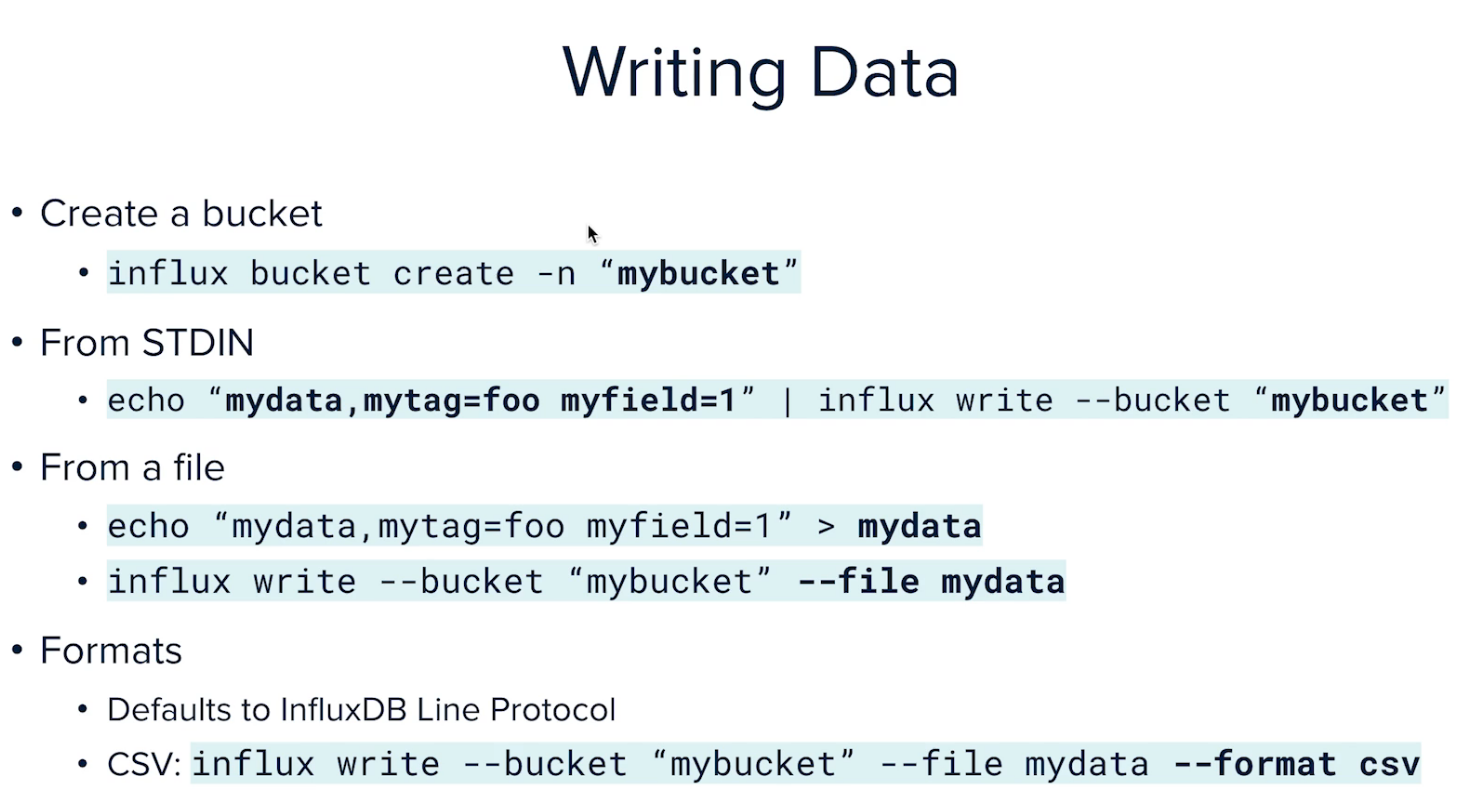 Writing Data
• Create a bucket
• influx bucket create -n “mybucket”
• From STDIN
• echo “mydata,mytag=foo myfield=1” | influx write --bucket “mybucket”
• From a file
• echo “mydata,mytag=foo myfield=1” > mydata
• influx write --bucket “mybucket” --file mydata
• Formats
• Defaults to InfluxDB Line Protocol
• CSV: influx write --bucket “mybucket” --file mydata --format csv